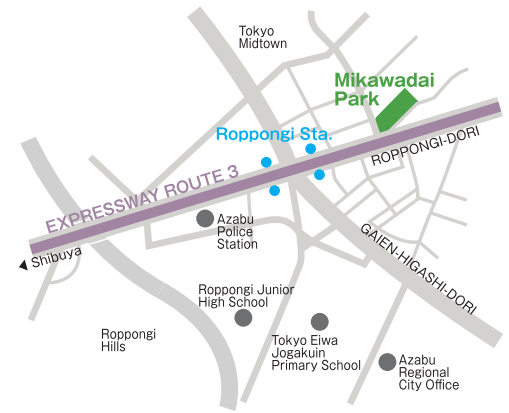 Tokyo
Midtown
Mikawadai
Park
Roppongi Sta.
ROPPONGI-DORI
EXPRESSWAY ROUTE 3
Azabu
Police
Station
Shibuya
GAIEN-HIGASHI-DORI
Roppongi Junior
High School
Roppongi
Hills
Tokyo Eiwa
Jogakuin
Primary School
Azabu
Regional
City Office